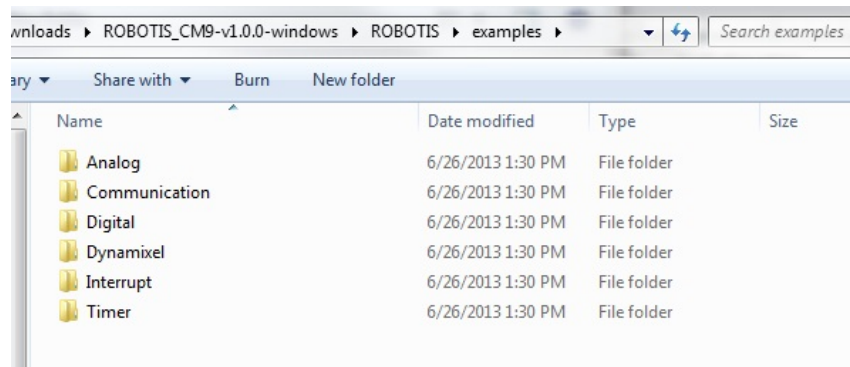 wnloads ▸ ROBOTIS_CM9-v1.0.0-windows ▸ ROBOTIS ▸ examples ▸ Search examples
ary Share with Burn New folder
Name Date modified Type Size
Analog 6/26/2013 1:30 PM File folder
Communication 6/26/2013 1:30 PM File folder
Digital 6/26/2013 1:30 PM File folder
Dynamixel 6/26/2013 1:30 PM File folder
Interrupt 6/26/2013 1:30 PM File folder
Timer 6/26/2013 1:30 PM File folder